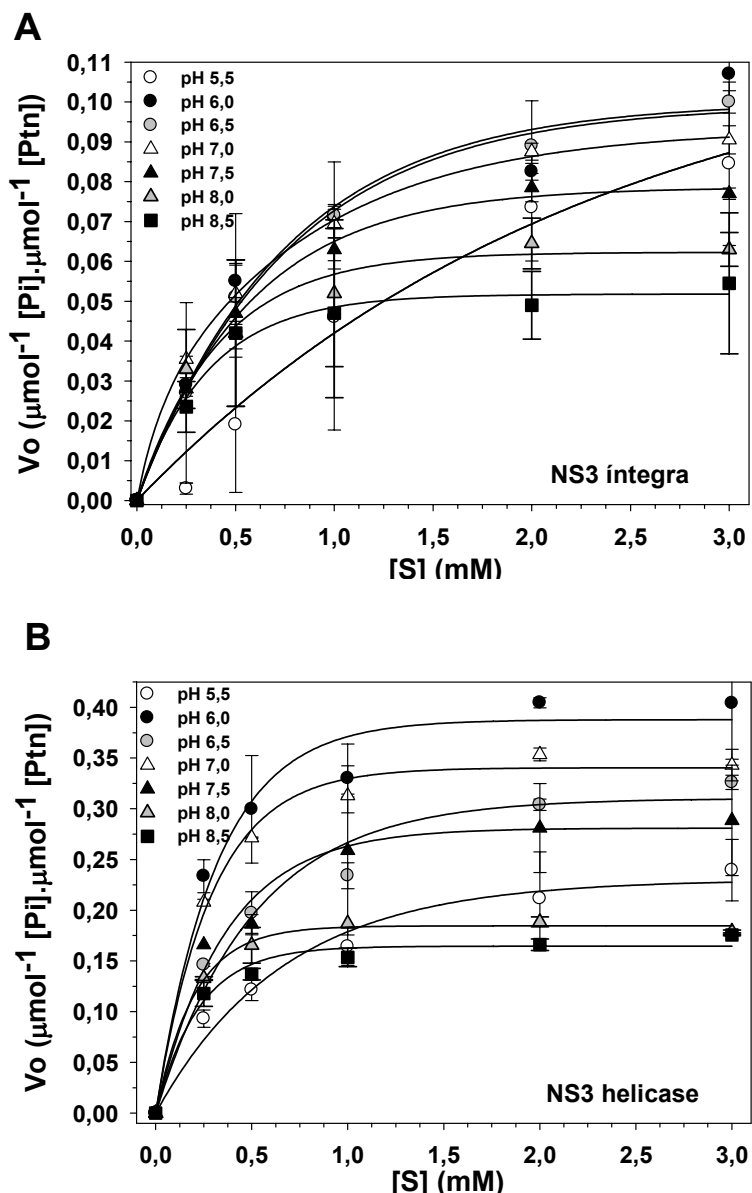 A
0,11
0,10
0,09
0,08
0,07
0,06
0,05
0,04
0,03
0,02
0,01
0,00
Vo (μmol⁻¹ [Pi].μmol⁻¹ [Ptn])
pH 5,5
pH 6,0
pH 6,5
pH 7,0
pH 7,5
pH 8,0
pH 8,5
NS3 íntegra
0,0 0,5 1,0 1,5 2,0 2,5 3,0
[S] (mM)
B
0,40
0,35
0,30
0,25
0,20
0,15
0,10
0,05
0,00
Vo (μmol⁻¹ [Pi].μmol⁻¹ [Ptn])
pH 5,5
pH 6,0
pH 6,5
pH 7,0
pH 7,5
pH 8,0
pH 8,5
NS3 helicase
0,0 0,5 1,0 1,5 2,0 2,5 3,0
[S] (mM)